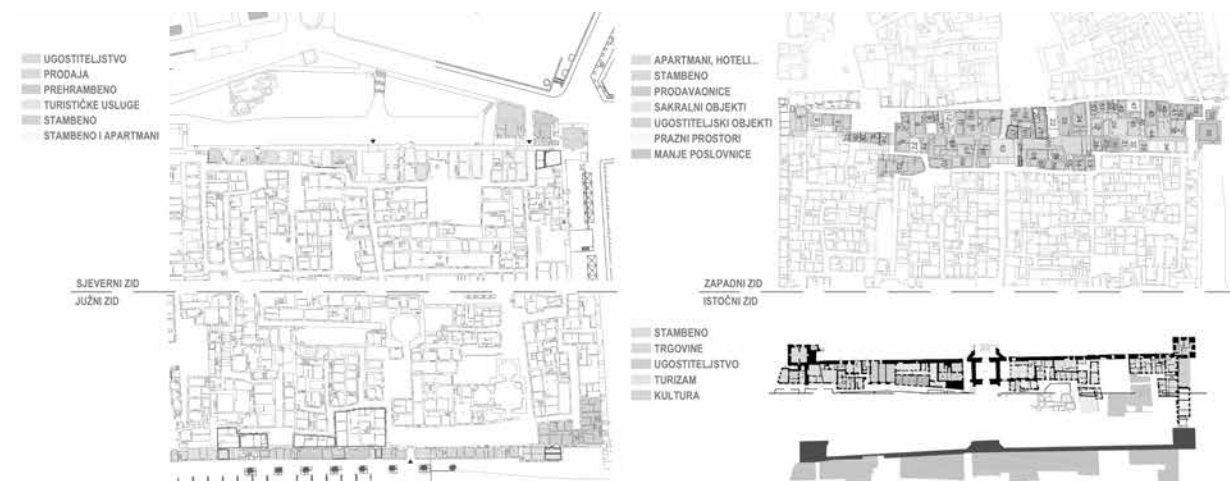 UGOSTITELJSTVO
PRODAJA
PREHRAMBENO
TURISTIČKE USLUGE
STAMBENO
STAMBENO I APARTMANI
SJEVERNI ZID
JUŽNI ZID
APARTMANI, HOTELI...
STAMBENO
PRODAVAONICE
SAKRALNI OBJEKTI
UGOSTITELJSKI OBJEKTI
PRAZNI PROSTORI
MANJE POSLOVNICE
ZAPADNI ZID
ISTOČNI ZID
STAMBENO
TRGOVINE
UGOSTITELJSTVO
TURIZAM
KULTURA